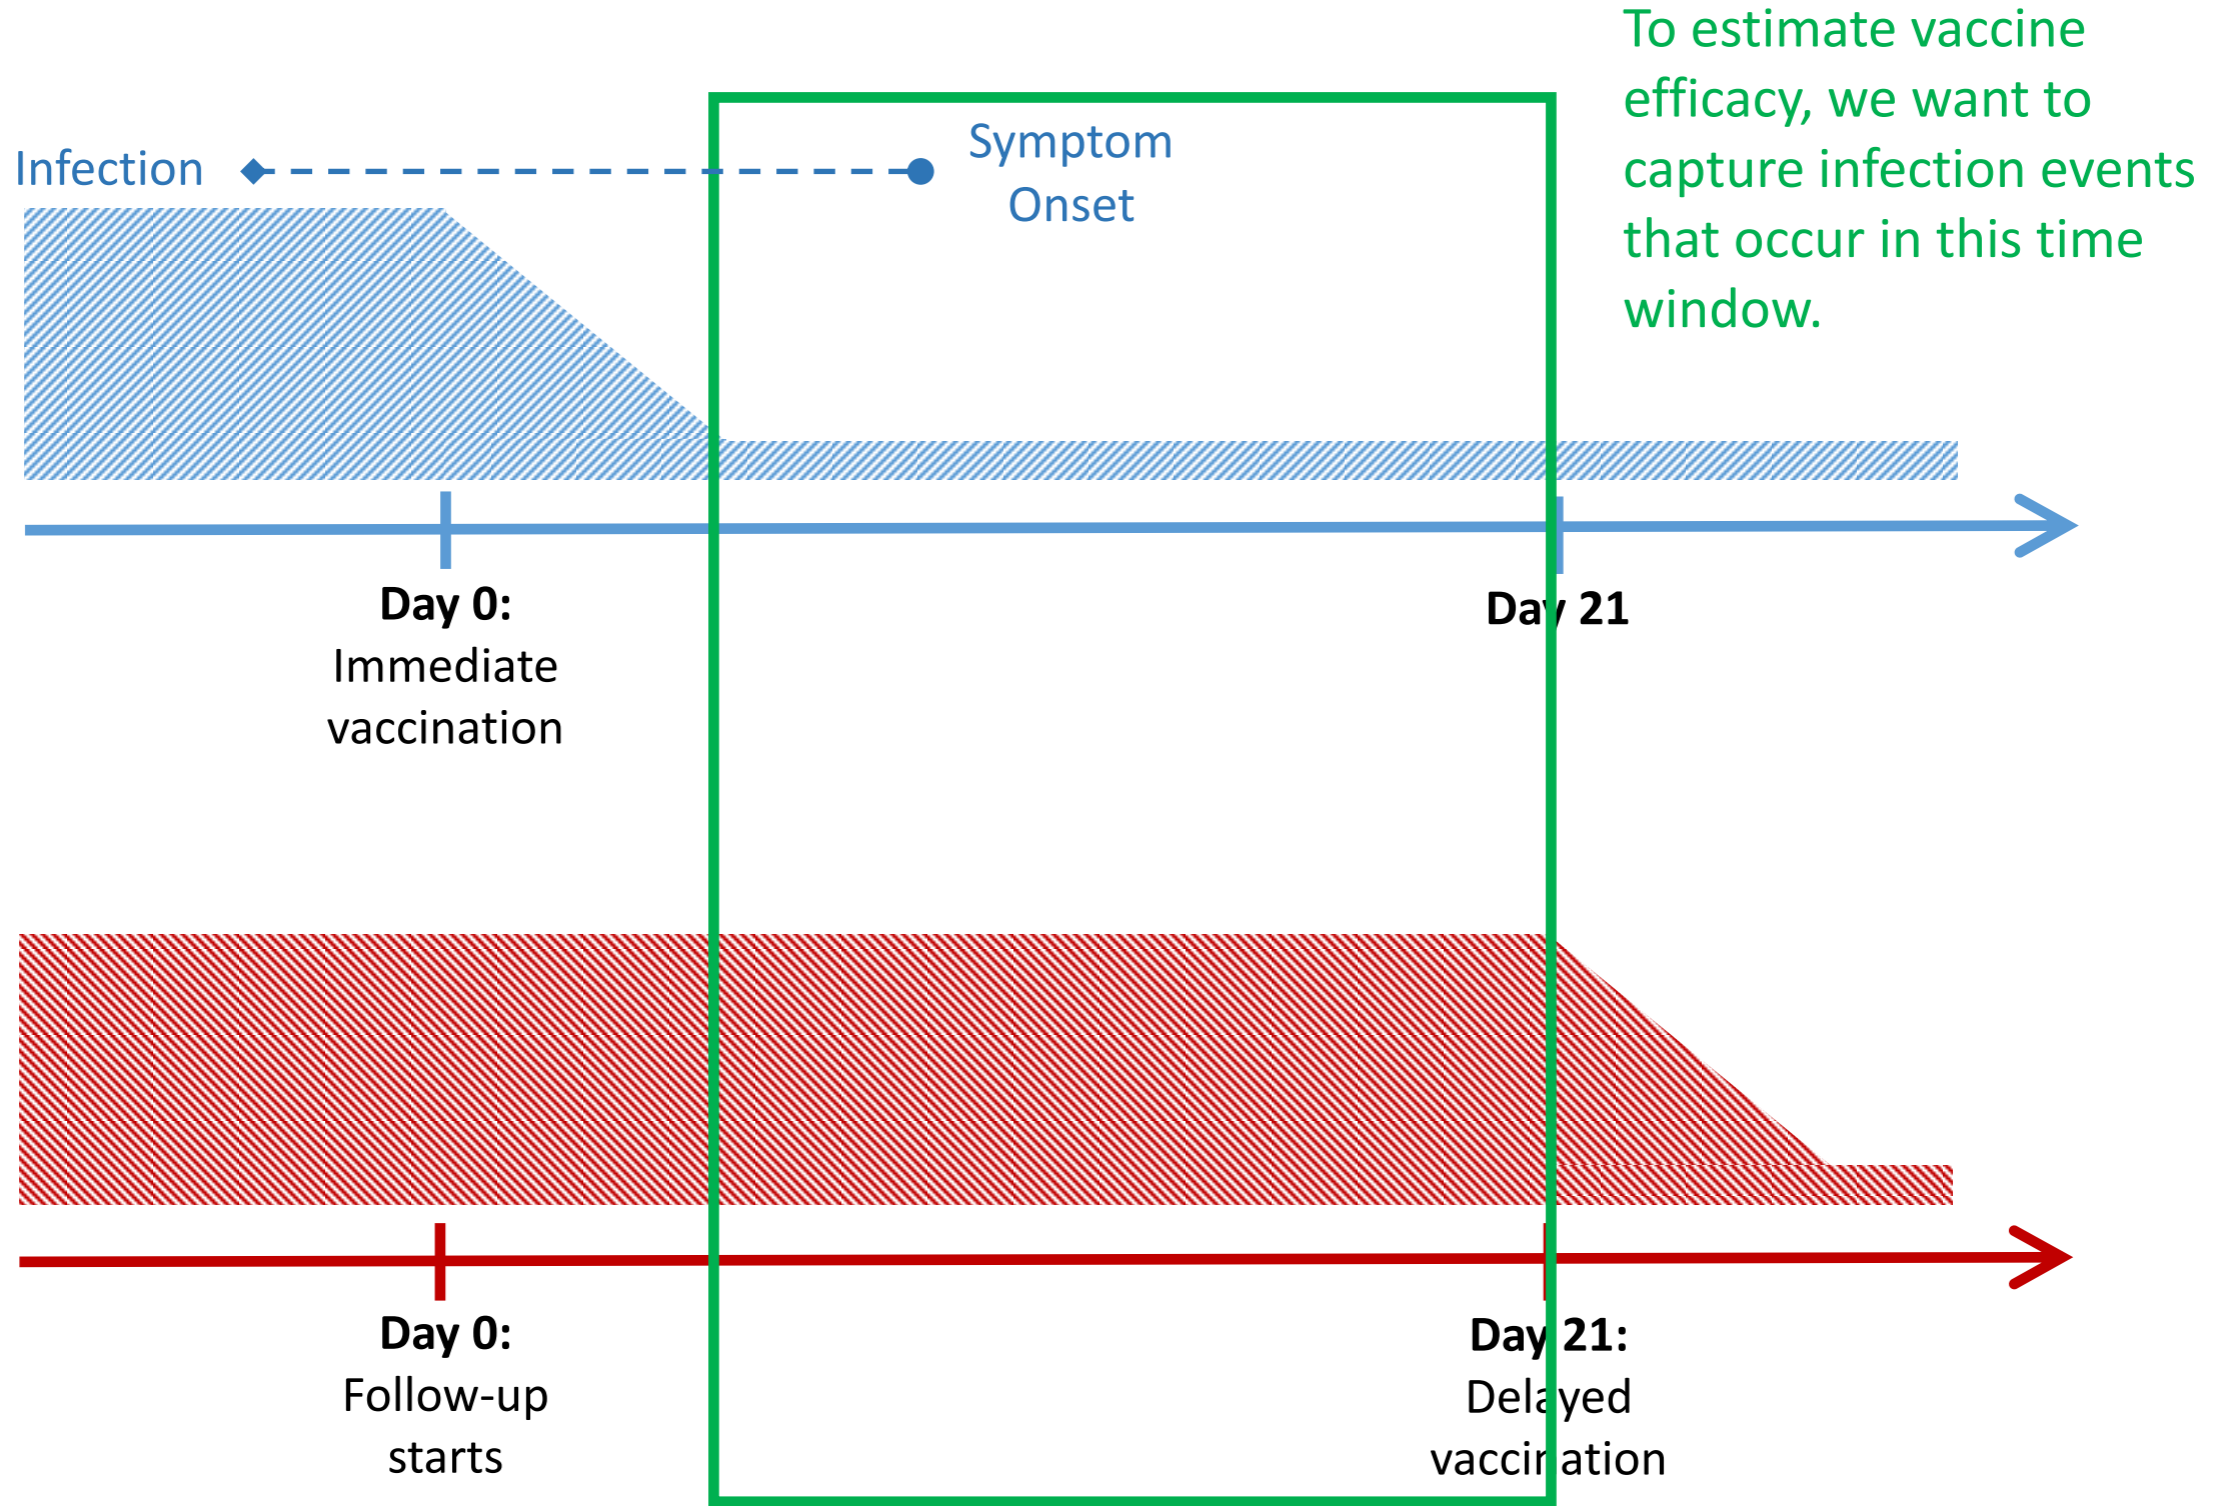 To estimate vaccine
efficacy, we want to
capture infection events
that occur in this time
window.
Infection
Symptom
Onset
Day 0:
Immediate
vaccination
Day 21
Day 0:
Follow-up
starts
Day 21:
Delayed
vaccination